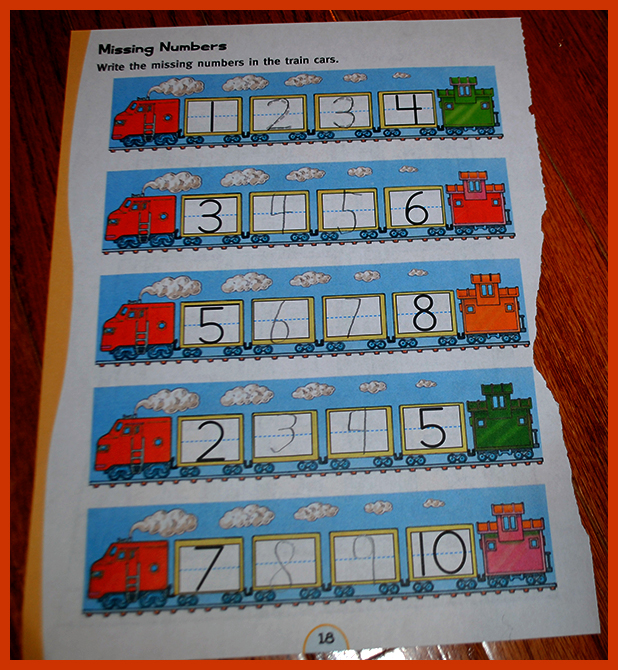 Missing Numbers
Write the missing numbers in the train cars.
1 2 3 4
3 4 5 6
5 6 7 8
2 3 4 5
7 8 9 10
18